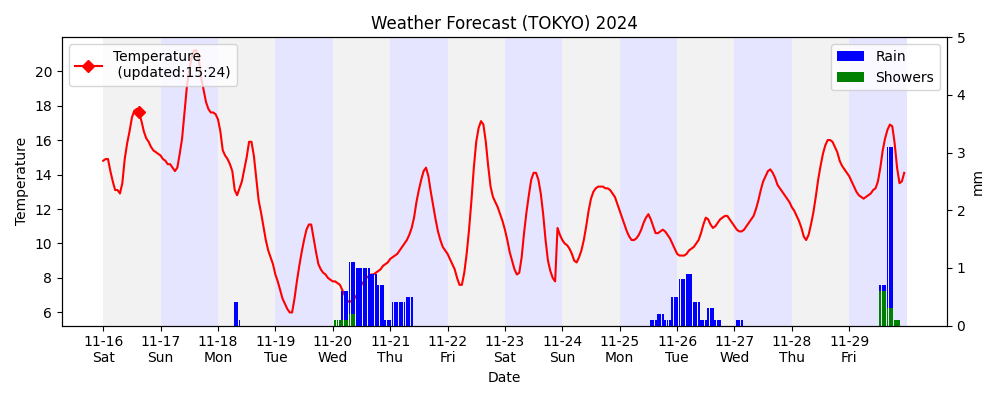 Weather Forecast (TOKYO) 2024
Temperature
(updated:15:24)
Rain
Showers
Temperature
20
18
16
14
12
10
8
6
5
4
3
2
1
0
mm
11-16 11-17 11-18 11-19 11-20 11-21 11-22 11-23 11-24 11-25 11-26 11-27 11-28 11-29
Sat Sun Mon Tue Wed Thu Fri Sat Sun Mon Tue Wed Thu Fri
Date